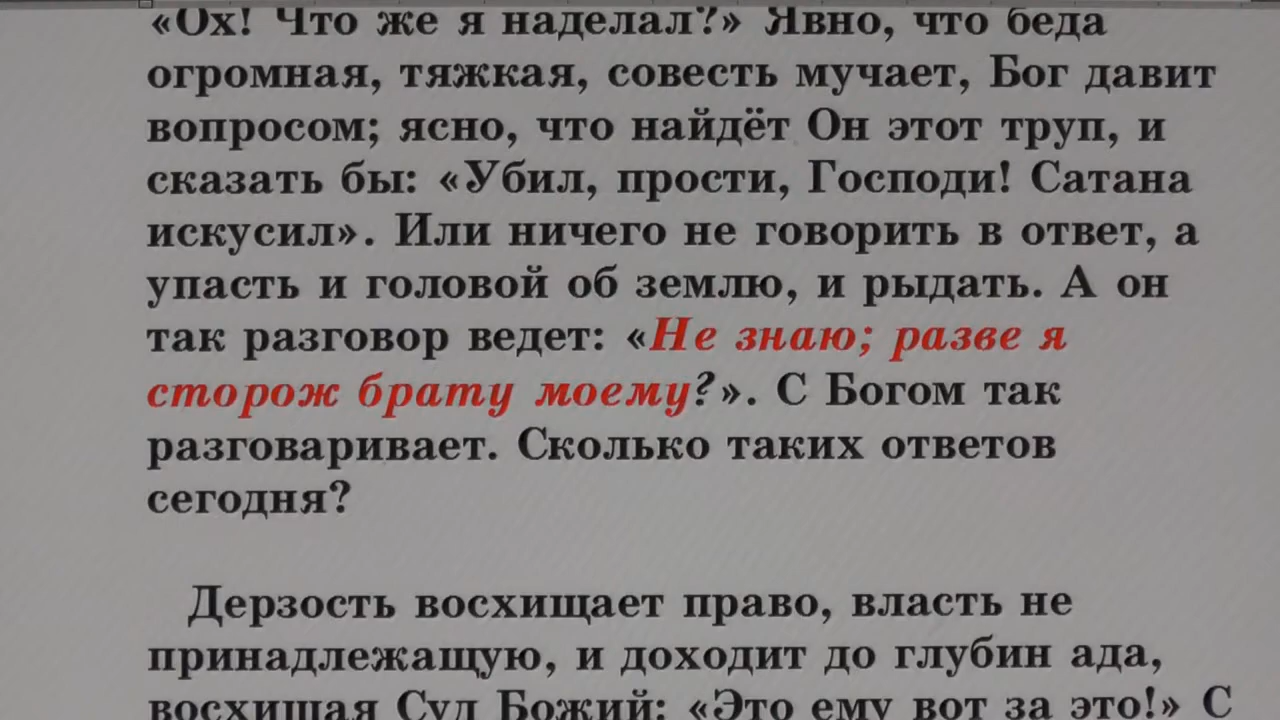 «Ох! Что же я наделал?» Явно, что беда
огромная, тяжкая, совесть мучает, Бог давит
вопросом; ясно, что найдёт Он этот труп, и
сказать бы: «Убил, прости, Господи! Сатана
искусил». Или ничего не говорить в ответ, а
упасть и головой об землю, и рыдать. А он
так разговор ведет: «Не знаю; разве я
сторож брату моему?». С Богом так
разговаривает. Сколько таких ответов
сегодня?
Дерзость восхищает право, власть не
принадлежащую, и доходит до глубин ада,
восхищая Суд Божий: «Это ему вот за это!» С